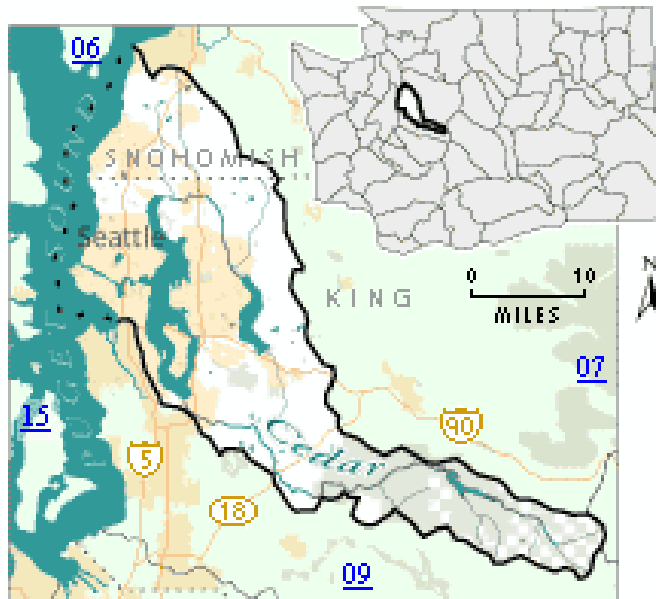 06
SNOHOMISH
PUGET SOUND
Seattle
KING
0 10
MILES
N
07
15
Cedar
90
5
18
09